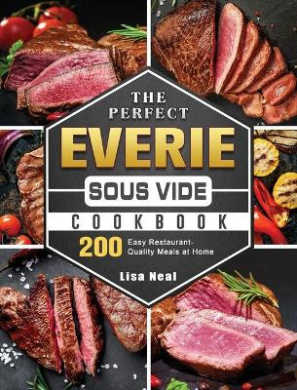 THE
PERFECT
EVERIE
SOUS VIDE
COOKBOOK
200 Easy Restaurant-
Quality Meals at Home
Lisa Neal